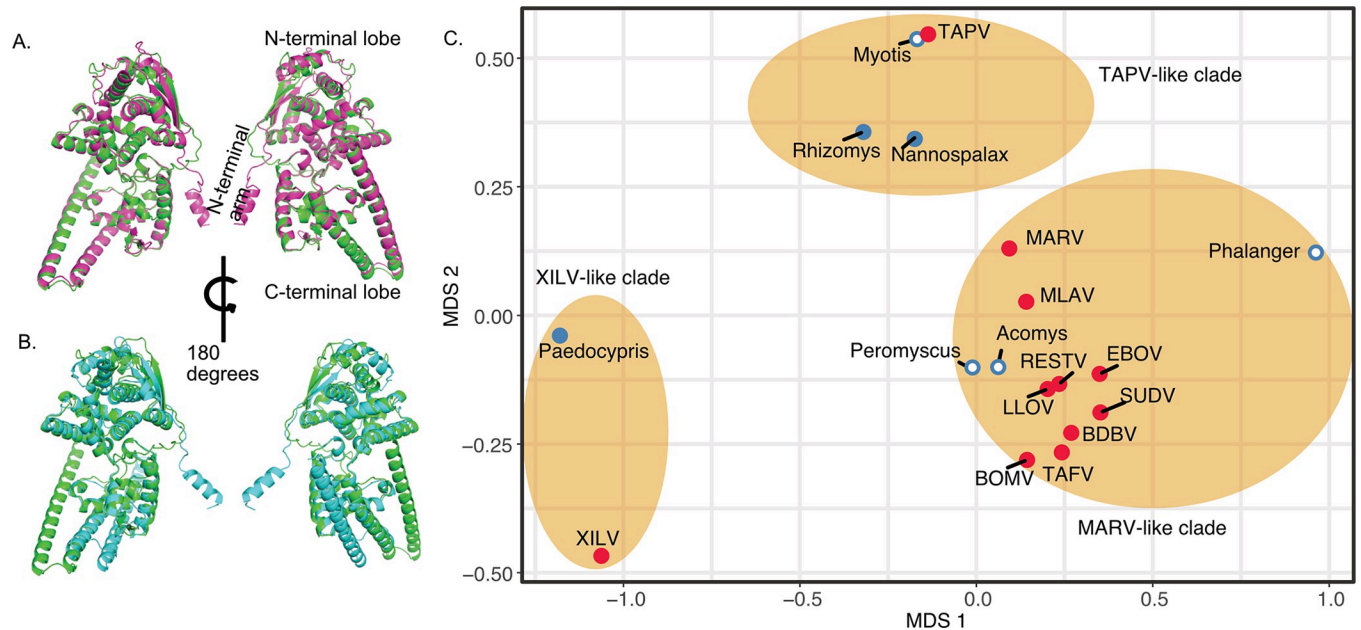 A.
N-terminal lobe
N-terminal
arm
C-terminal lobe
180
degrees
B.
C.
MDS 2
0.50
0.25
0.00
−0.25
−0.50
TAPV
Myotis
TAPV-like clade
Rhizomys
Nannospalax
MARV
Phalanger
MLAV
XILV-like clade
Paedocypris
Acomys
Peromyscus
RESTV
EBOV
SUDV
LLOV
BDBV
BOMV
TAFV
MARV-like clade
XILV
−1.0
−0.5
0.0
0.5
1.0
MDS 1